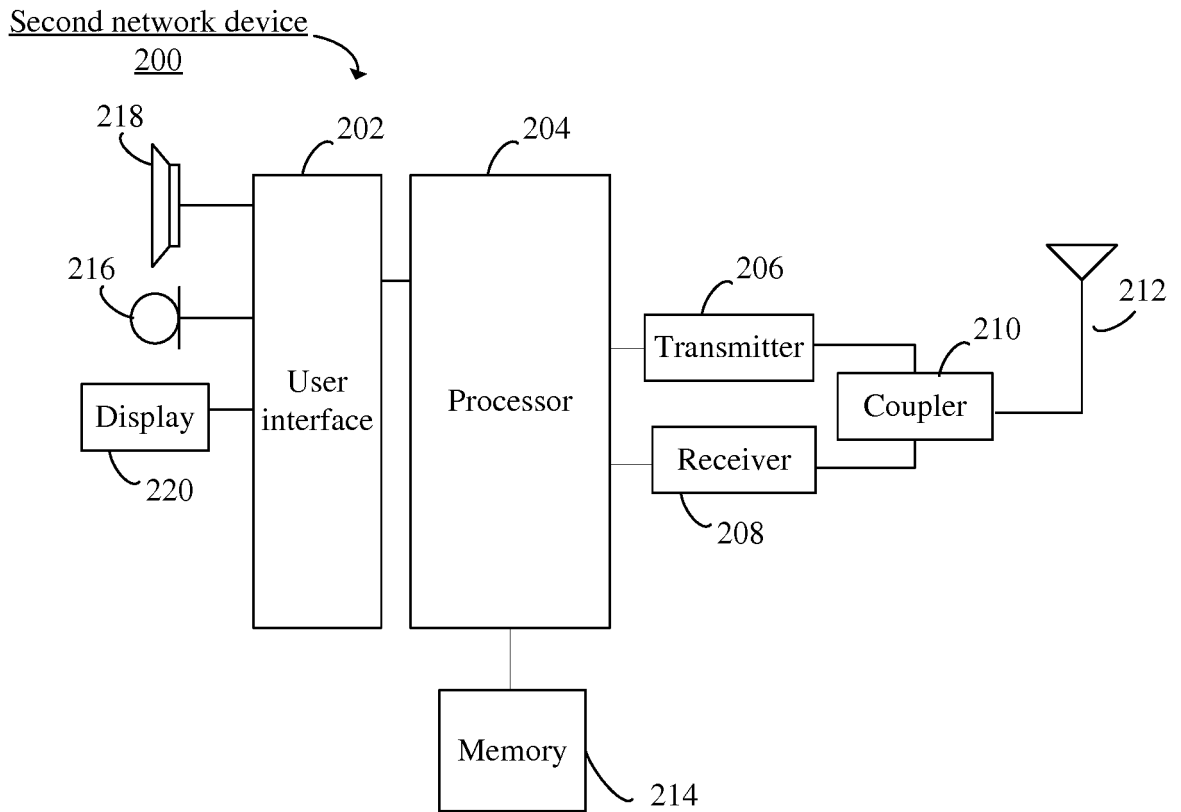 Second network device
200
218
202
204
216
206
212
210
Transmitter
User
interface
Processor
Coupler
Display
Receiver
220
208
Memory
214